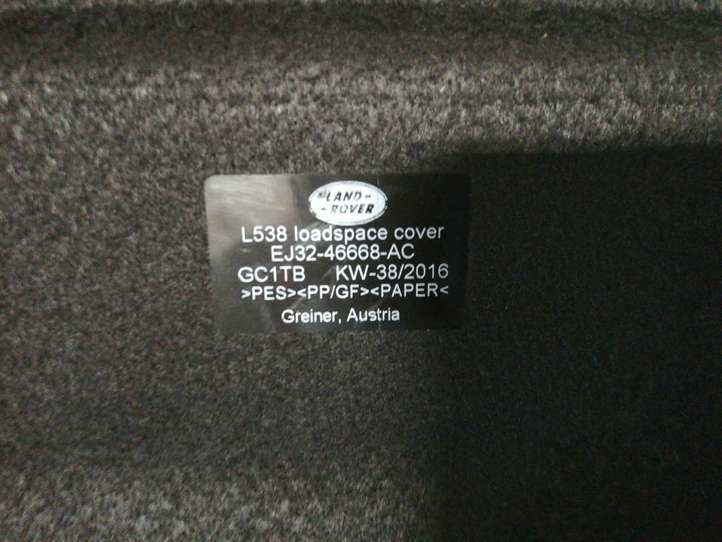 LAND-
-ROVER
L538 loadspace cover
EJ32-46668-AC
GC1TB KW-38/2016
>PES><PP/GF><PAPER<
Greiner, Austria